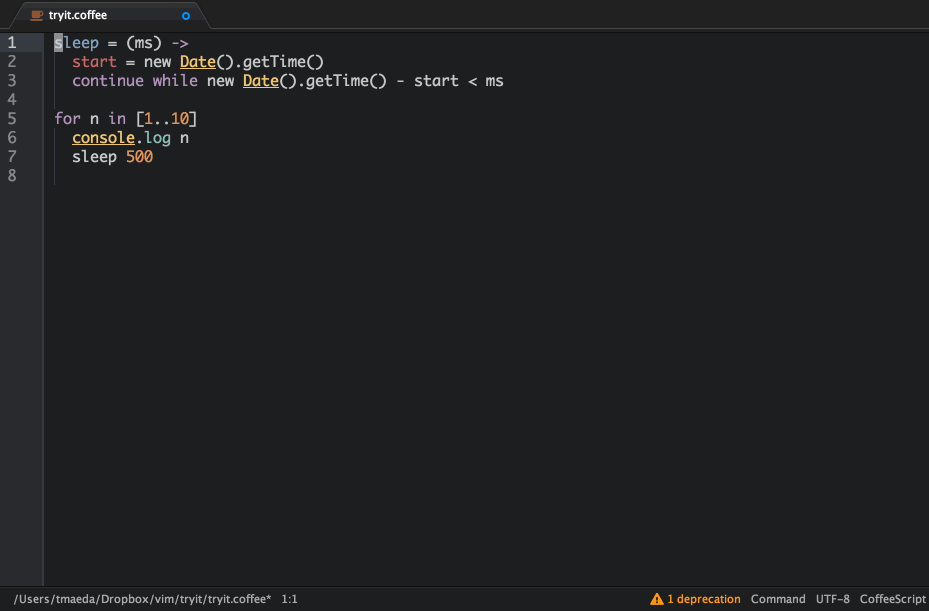 tryit.coffee
1 sleep = (ms) ->
2   start = new Date().getTime()
3   continue while new Date().getTime() - start < ms
4
5 for n in [1..10]
6   console.log n
7   sleep 500
8
/Users/tmaeda/Dropbox/vim/tryit/tryit.coffee* 1:1 1 deprecation Command UTF-8 CoffeeScript